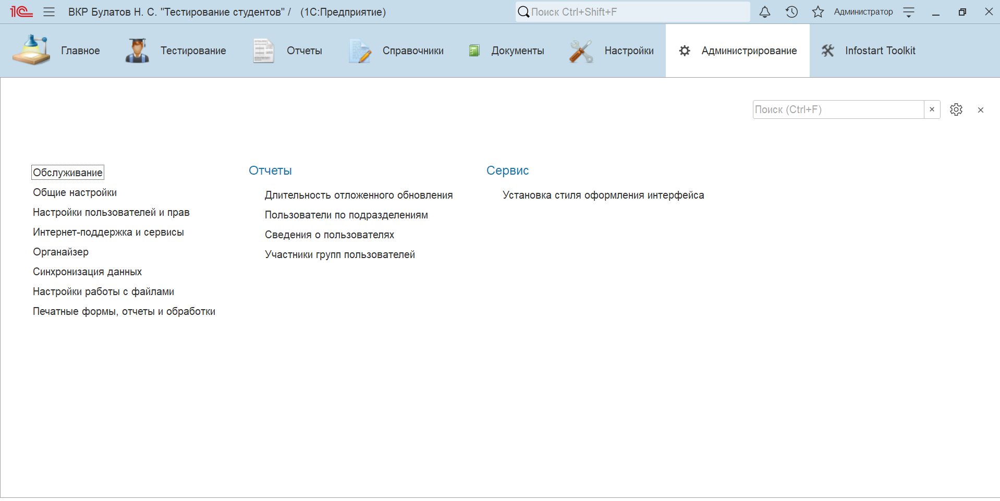 1С
ВКР Булатов Н. С. "Тестирование студентов" / (1С:Предприятие)
Поиск Ctrl+Shift+F
Администратор
Главное
Тестирование
Отчеты
Справочники
Документы
Настройки
Администрирование
Infostart Toolkit
Поиск (Ctrl+F)
Обслуживание
Общие настройки
Настройки пользователей и прав
Интернет-поддержка и сервисы
Органайзер
Синхронизация данных
Настройки работы с файлами
Печатные формы, отчеты и обработки
Отчеты
Длительность отложенного обновления
Пользователи по подразделениям
Сведения о пользователях
Участники групп пользователей
Сервис
Установка стиля оформления интерфейса